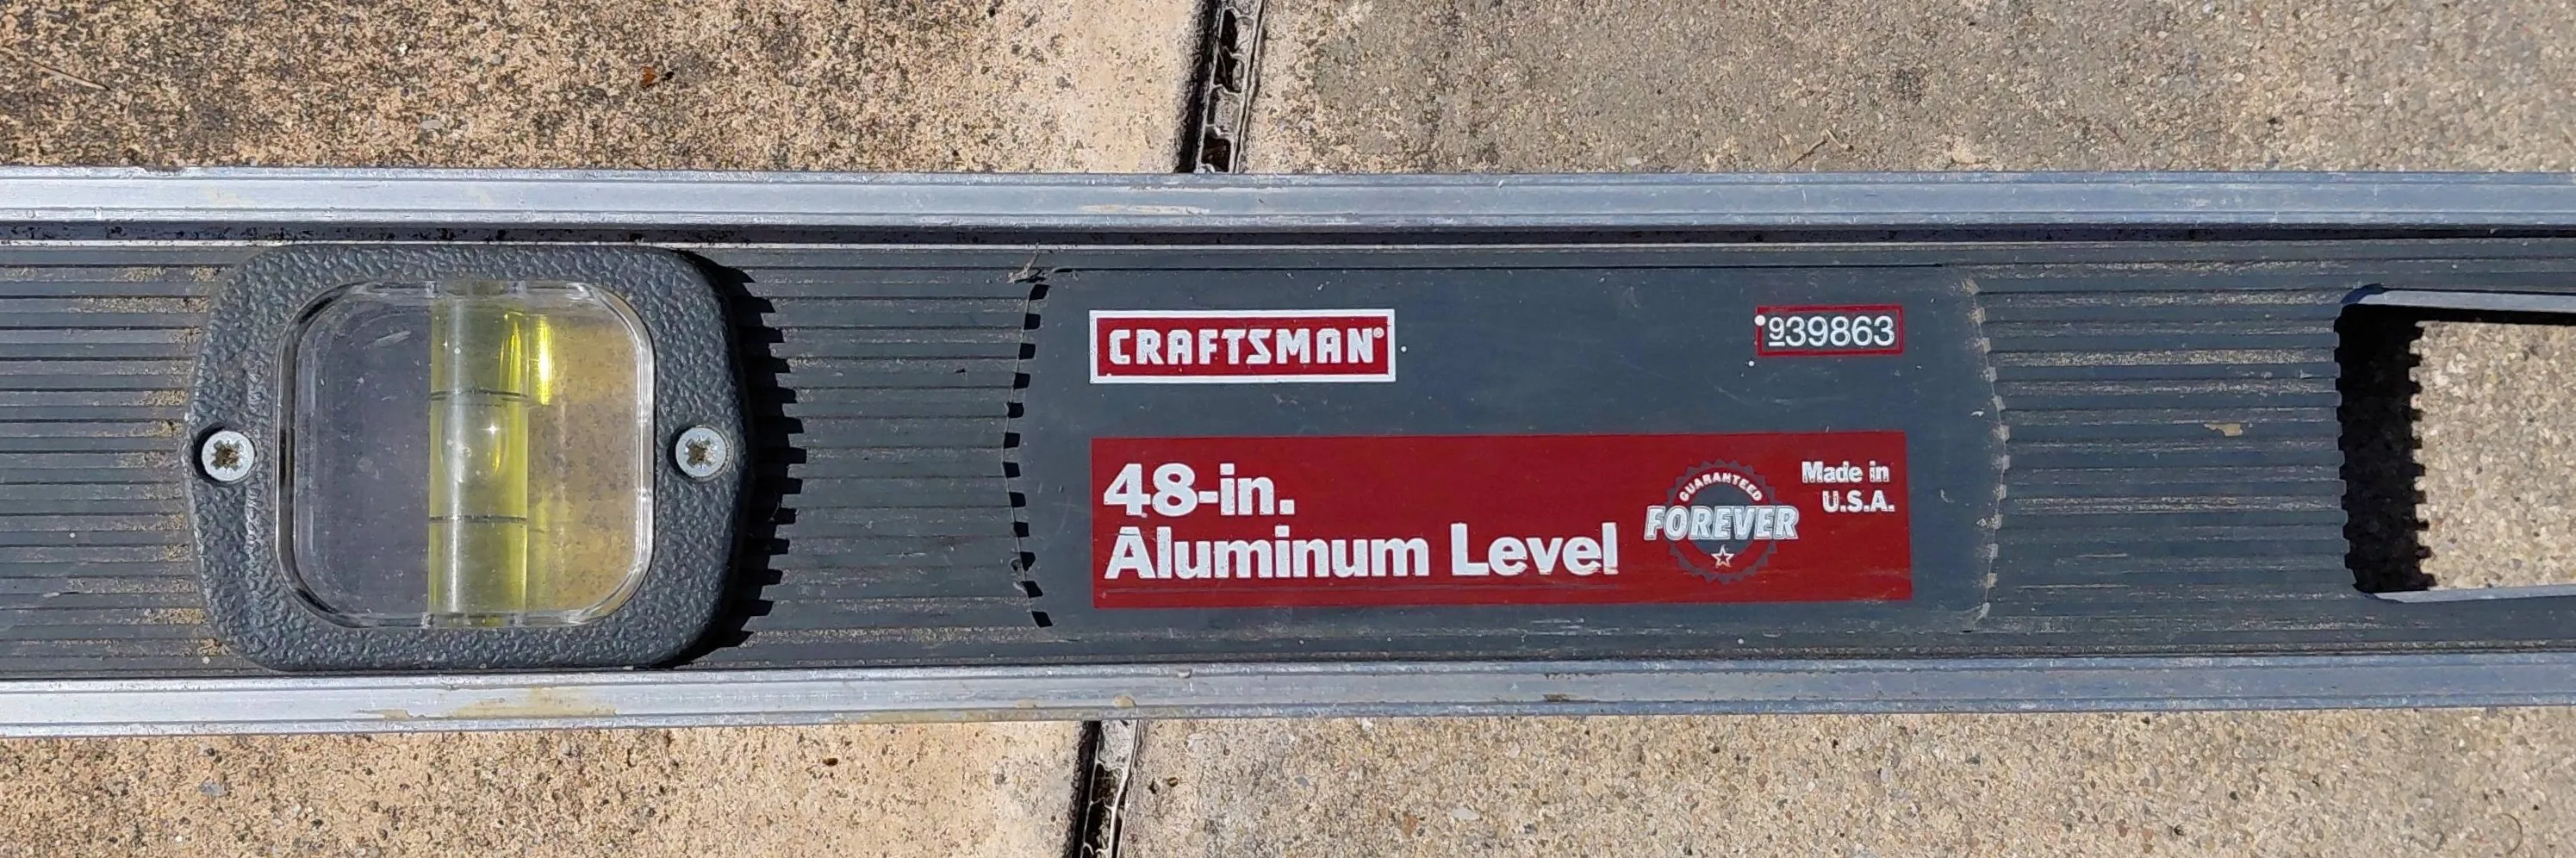 CRAFTSMAN®
939863
48-in.
Aluminum Level
GUARANTEED
FOREVER
Made in
U.S.A.